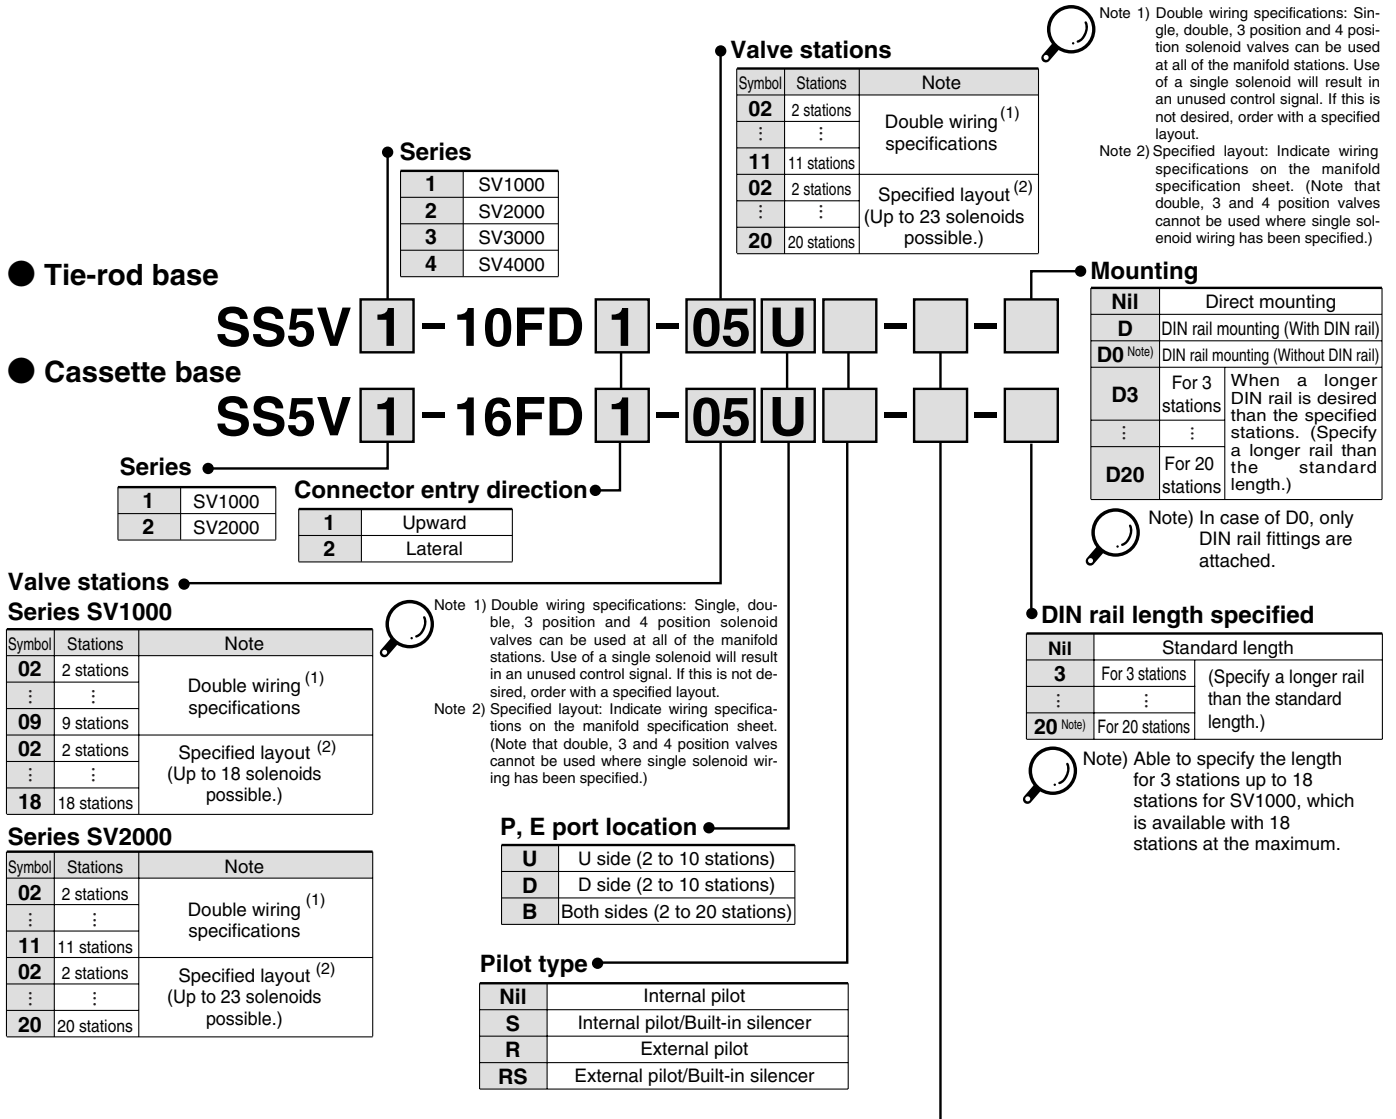 Note 1) Double wiring specifications: Sin-
gle, double, 3 position and 4 posi-
tion solenoid valves can be used
at all of the manifold stations. Use
of a single solenoid will result in
an unused control signal. If this is
not desired, order with a specified
layout.
Note 2) Specified layout: Indicate wiring
specifications on the manifold
specification sheet. (Note that
double, 3 and 4 position valves
cannot be used where single sol-
enoid wiring has been specified.)
Valve stations
Symbol Stations Note
02 2 stations
⋮ ⋮
11 11 stations
Double wiring (1)
specifications
02 2 stations
⋮ ⋮
20 20 stations
Specified layout (2)
(Up to 23 solenoids
possible.)
Series
1 SV1000
2 SV2000
3 SV3000
4 SV4000
● Tie-rod base
SS5V 1 - 10FD 1 - 05 U - -
● Cassette base
SS5V 1 - 16FD 1 - 05 U - -
Mounting
Nil Direct mounting
D DIN rail mounting (With DIN rail)
D0 Note) DIN rail mounting (Without DIN rail)
D3 For 3
stations
⋮ ⋮
D20 For 20
stations
When a longer
DIN rail is desired
than the specified
stations. (Specify
a longer rail than
the standard
length.)
Note) In case of D0, only
DIN rail fittings are
attached.
Series
1 SV1000
2 SV2000
Connector entry direction
1 Upward
2 Lateral
Valve stations
Series SV1000
Symbol Stations Note
02 2 stations
⋮ ⋮
09 9 stations
Double wiring (1)
specifications
02 2 stations
⋮ ⋮
18 18 stations
Specified layout (2)
(Up to 18 solenoids
possible.)
Series SV2000
Symbol Stations Note
02 2 stations
⋮ ⋮
11 11 stations
Double wiring (1)
specifications
02 2 stations
⋮ ⋮
20 20 stations
Specified layout (2)
(Up to 23 solenoids
possible.)
Note 1) Double wiring specifications: Single, dou-
ble, 3 position and 4 position solenoid
valves can be used at all of the manifold
stations. Use of a single solenoid will result
in an unused control signal. If this is not de-
sired, order with a specified layout.
Note 2) Specified layout: Indicate wiring specifica-
tions on the manifold specification sheet.
(Note that double, 3 and 4 position valves
cannot be used where single solenoid wir-
ing has been specified.)
P, E port location
U U side (2 to 10 stations)
D D side (2 to 10 stations)
B Both sides (2 to 20 stations)
Pilot type
Nil Internal pilot
S Internal pilot/Built-in silencer
R External pilot
RS External pilot/Built-in silencer
DIN rail length specified
Nil Standard length
3 For 3 stations
⋮ ⋮
20 Note) For 20 stations
(Specify a longer rail
than the standard
length.)
Note) Able to specify the length
for 3 stations up to 18
stations for SV1000, which
is available with 18
stations at the maximum.